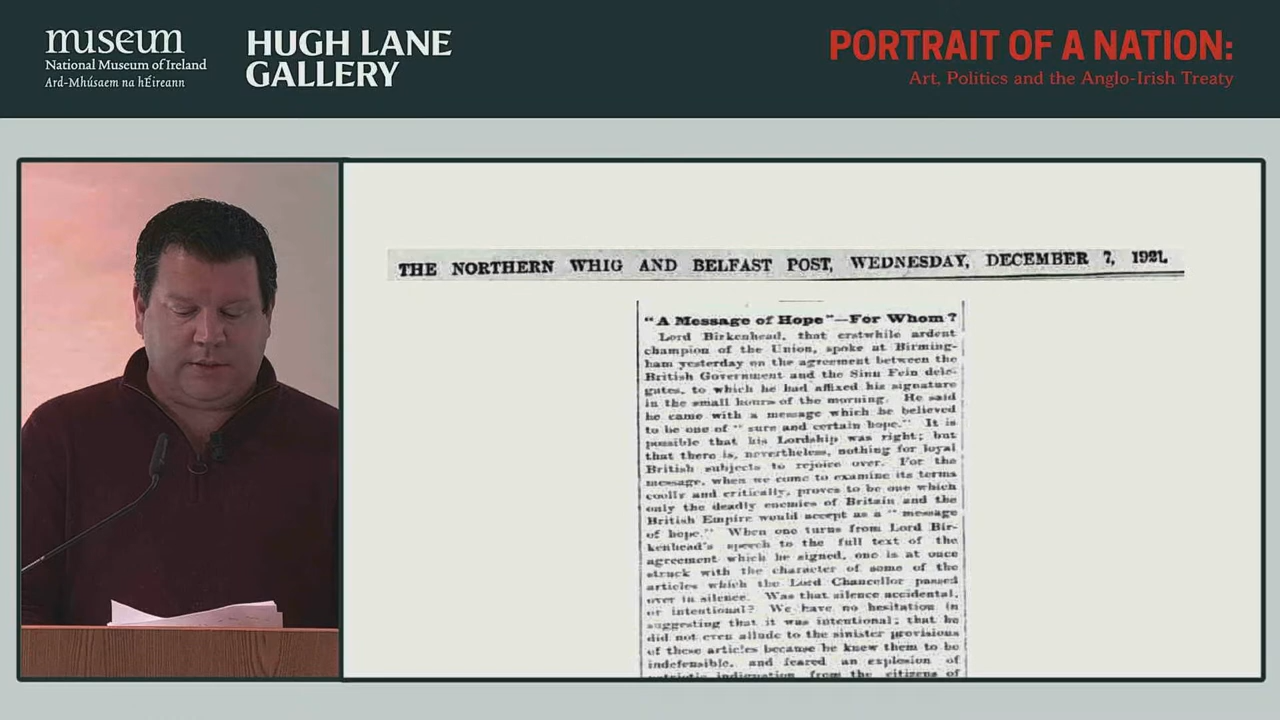 museum
National Museum of Ireland
Ard-Mhúsaem na hÉireann
HUGH LANE
GALLERY
PORTRAIT OF A NATION:
Art, Politics and the Anglo-Irish Treaty
THE NORTHERN WHIG AND BELFAST POST, WEDNESDAY, DECEMBER 7, 1921.
"A Message of Hope"—For Whom?
Lord Birkenhead, that erstwhile ardent
champion of the Union, spoke at Birming-
ham yesterday on the agreement between the
British Government and the Sinn Fein dele-
gates, to which he had affixed his signature
in the small hours of the morning. He said
he came with a message which he believed
to be one of "sure and certain hope." It is
possible that his Lordship was right; but
that there is, nevertheless, nothing for loyal
British subjects to rejoice over. For the
message, when we come to examine its terms
coolly and critically, proves to be one which
only the deadly enemies of Britain and the
British Empire would accept as a "message
of hope." When one turns from Lord Bir-
kenhead's speech to the full text of the
agreement which he signed, one is at once
struck with the character of some of the
articles which the Lord Chancellor passed
over in silence. Was that silence accidental,
or intentional? We have no hesitation in
suggesting that it was intentional; that he
did not even allude to the sinister provisions
of these articles because he knew them to be
indefensible, and feared an explosion of
patriotic indignation from the citizens of